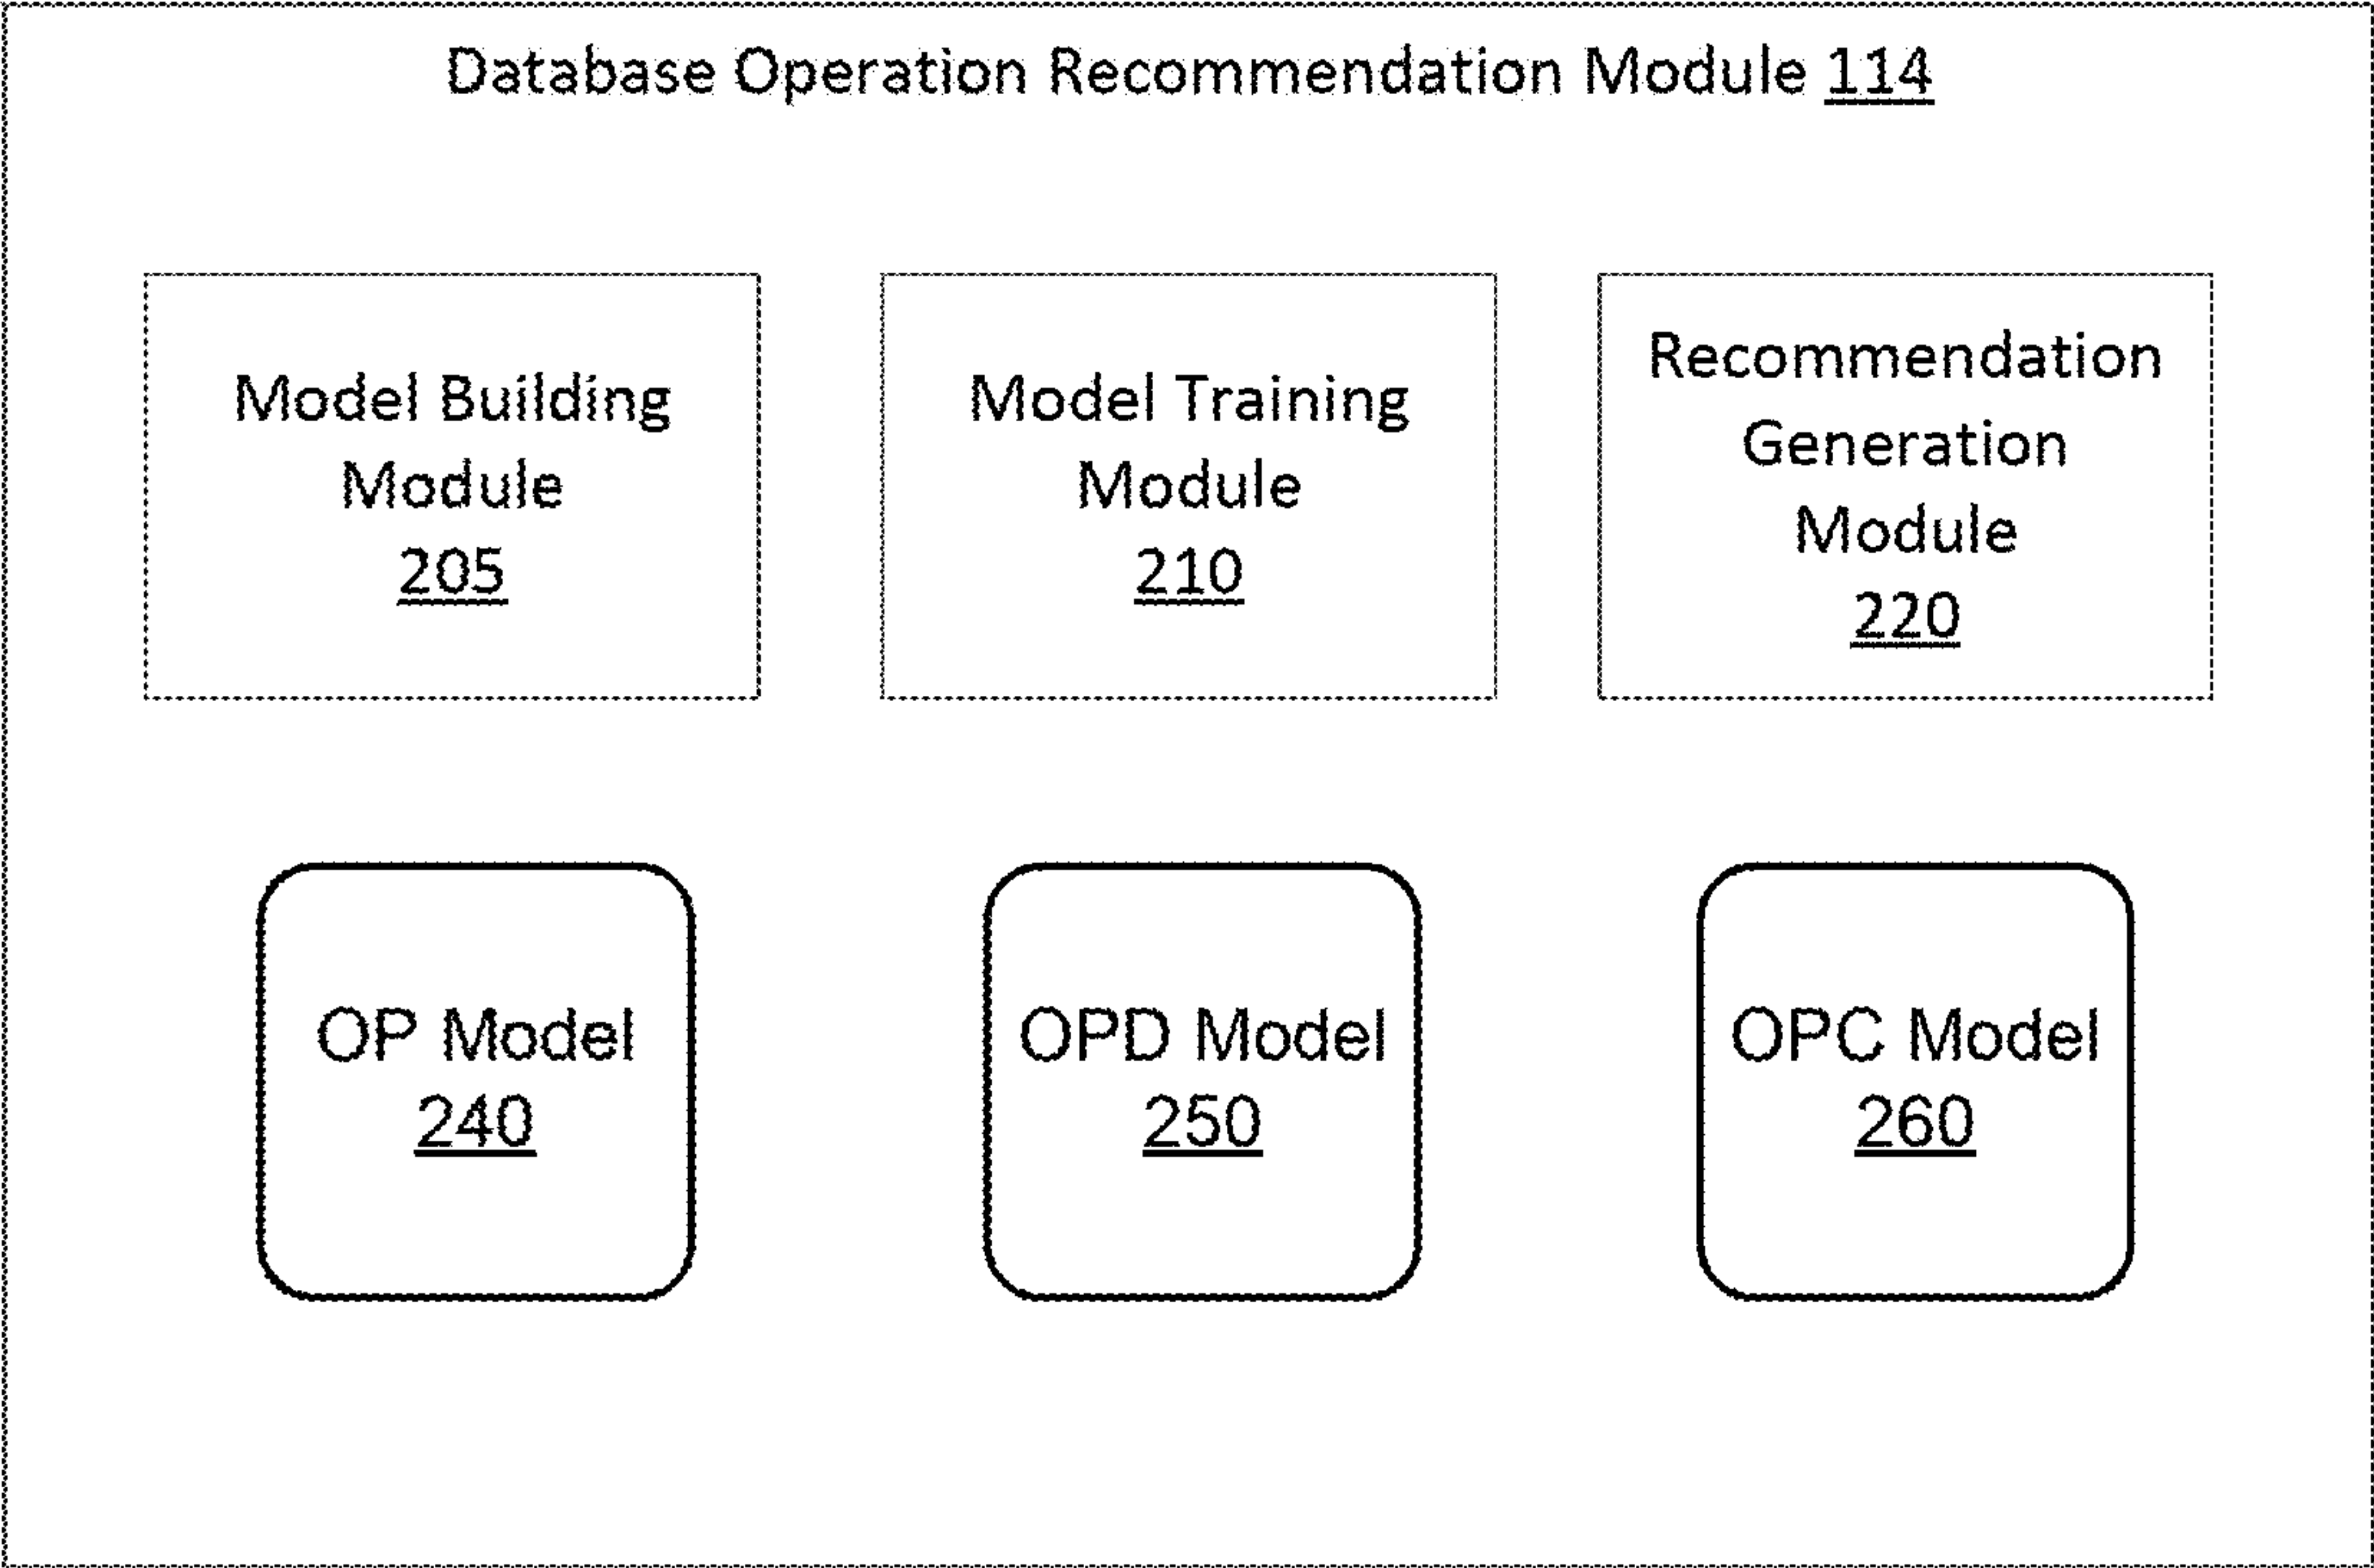 Database Operation Recommendation Module 114
Model Building
Module
205
Model Training
Module
210
Recommendation
Generation
Module
220
OP Model
240
OPD Model
250
OPC Model
260